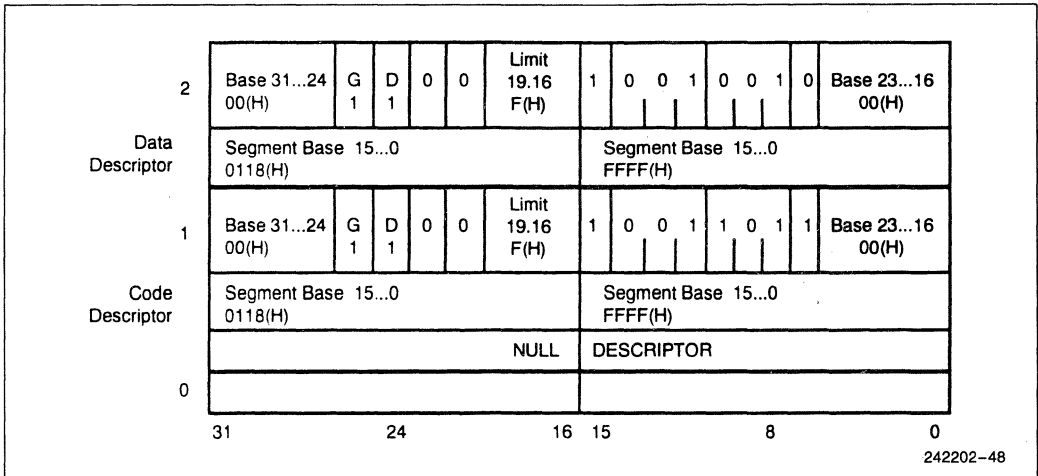 2
Base 31...24 00(H)
G 1
D 1
0
0
Limit 19.16 F(H)
1
0 0 1
0 0 1 0
Base 23...16 00(H)
Data Descriptor
Segment Base 15...0 0118(H)
Segment Base 15...0 FFFF(H)
1
Base 31...24 00(H)
G 1
D 1
0
0
Limit 19.16 F(H)
1
0 0 1
1 0 1 1
Base 23...16 00(H)
Code Descriptor
Segment Base 15...0 0118(H)
Segment Base 15...0 FFFF(H)
NULL DESCRIPTOR
0
31 24 16 15 8 0
242202-48